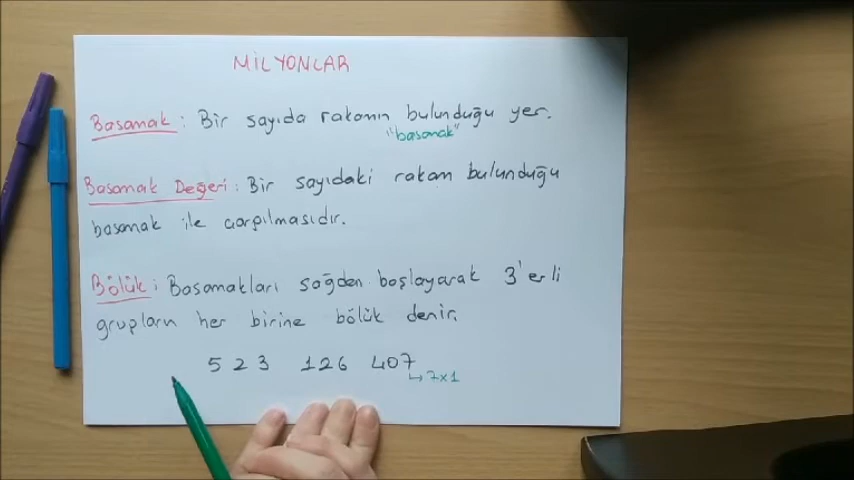 MİLYONLAR
Basamak : Bir sayıda rakamın bulunduğu yer.
"basamak"
Basamak Değeri : Bir sayıdaki rakam bulunduğu
basamak ile çarpılmasıdır.
Bölük : Basamakları sağdan başlayarak 3'erli
grupların her birine bölük denir.
523 126 407
↳ 7x1